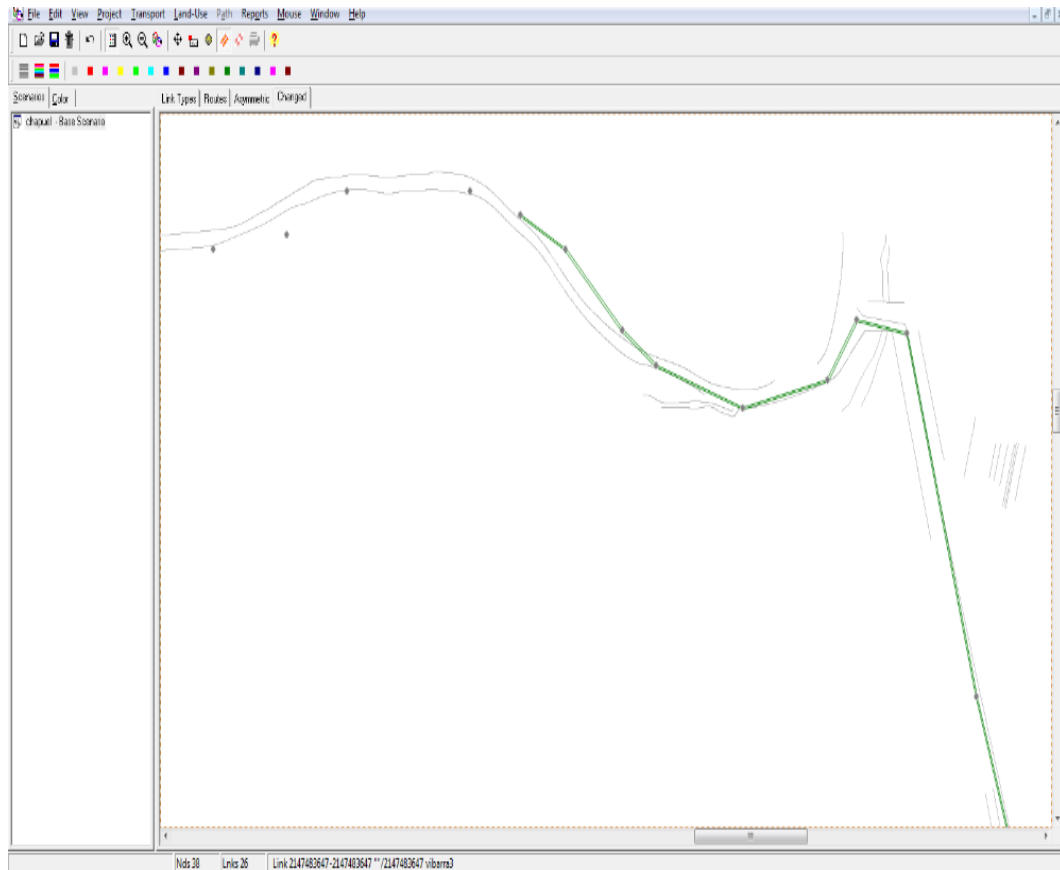 File Edit View Project Transport Land-Use Path Reports Mouse Window Help
Scenarios Color Link Types Routes Asymmetric Changed
chapuel - Base Scenario
Nds 38 Lnks 26 Link 2147483647-2147483647 ""/2147483647 vibarra3